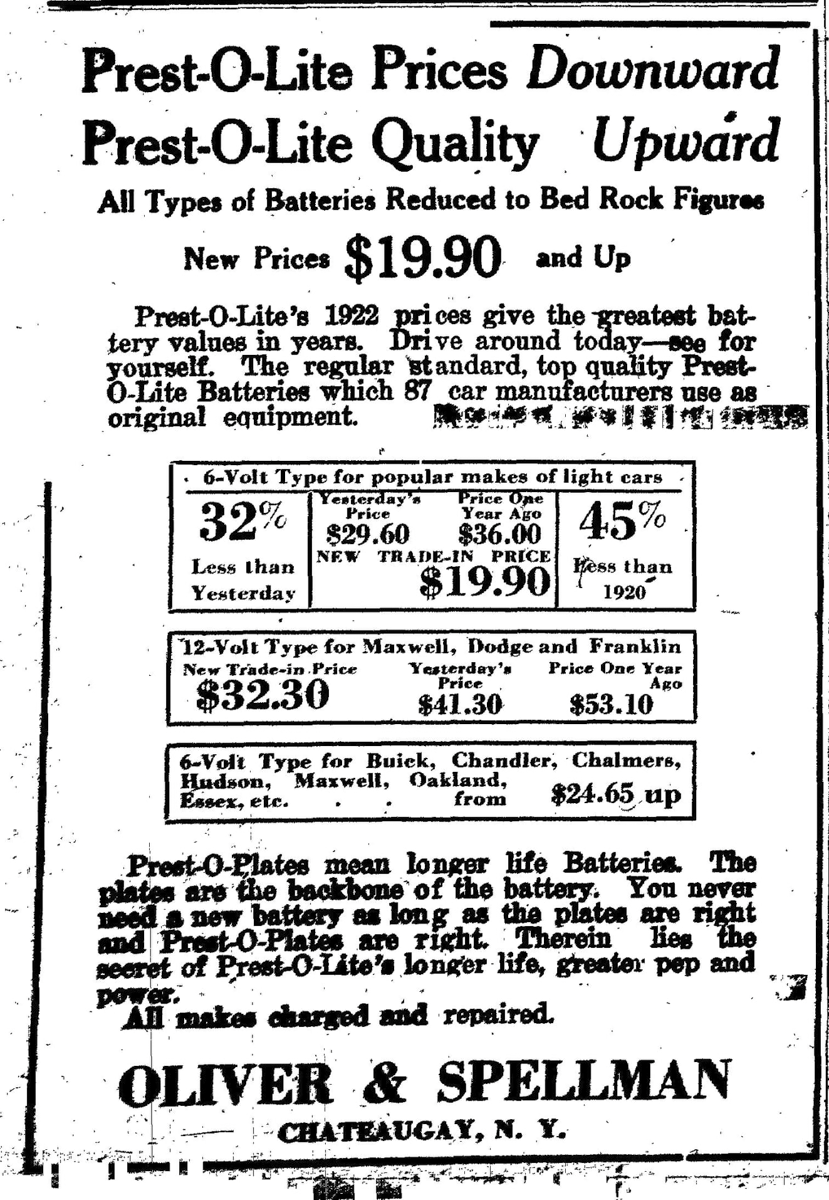 Prest-O-Lite Prices Downward
Prest-O-Lite Quality Upward
All Types of Batteries Reduced to Bed Rock Figures
New Prices $19.90 and Up
Prest-O-Lite's 1922 prices give the greatest bat-
tery values in years. Drive around today—see for
yourself. The regular standard, top quality Prest-
O-Lite Batteries which 87 car manufacturers use as
original equipment.
6-Volt Type for popular makes of light cars
32%
Less than
Yesterday
Yesterday's
Price
$29.60
Price One
Year Ago
$36.00
NEW TRADE-IN PRICE
$19.90
45%
Less than
1920
12-Volt Type for Maxwell, Dodge and Franklin
New Trade-in Price
$32.30
Yesterday's
Price
$41.30
Price One Year
Ago
$53.10
6-Volt Type for Buick, Chandler, Chalmers,
Hudson, Maxwell, Oakland,
Essex, etc. . . from $24.65 up
Prest-O-Plates mean longer life Batteries. The
plates are the backbone of the battery. You never
need a new battery as long as the plates are right
and Prest-O-Plates are right. Therein lies the
secret of Prest-O-Lite's longer life, greater pep and
power.
All makes charged and repaired.
OLIVER & SPELLMAN
CHATEAUGAY, N. Y.